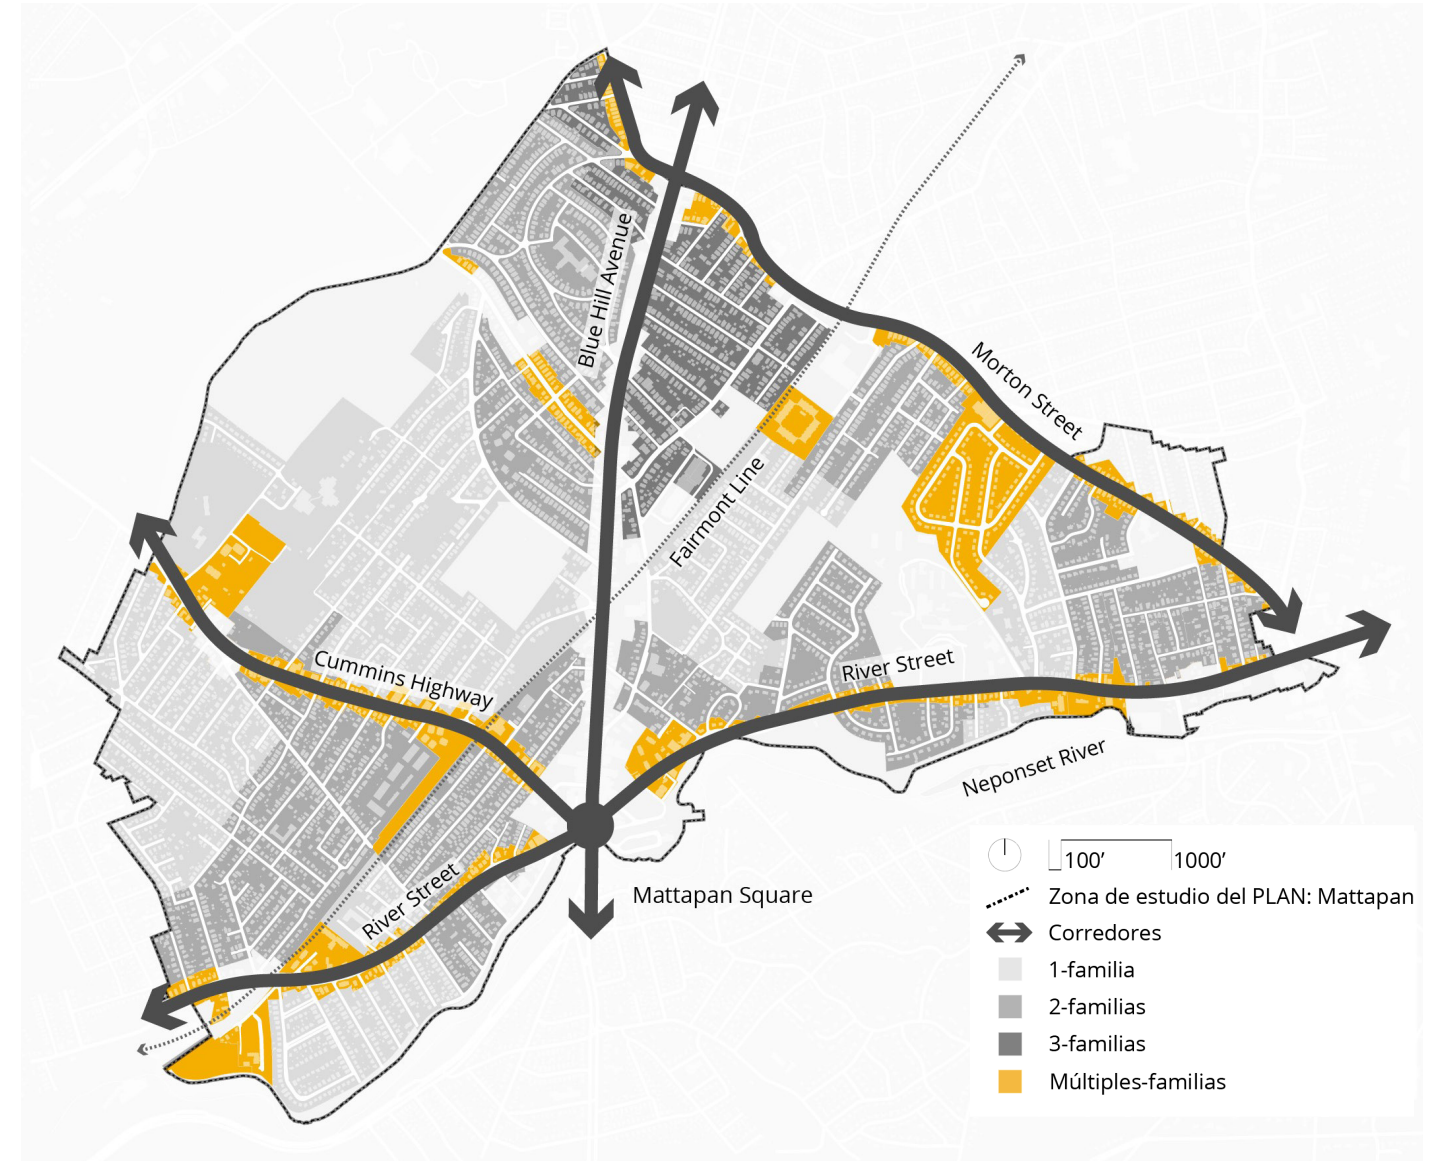 Blue Hill Avenue
Morton Street
Fairmont Line
Cummins Highway
River Street
Neponset River
River Street
Mattapan Square
100’ 1000’
Zona de estudio del PLAN: Mattapan
Corredores
1-familia
2-familias
3-familias
Múltiples-familias